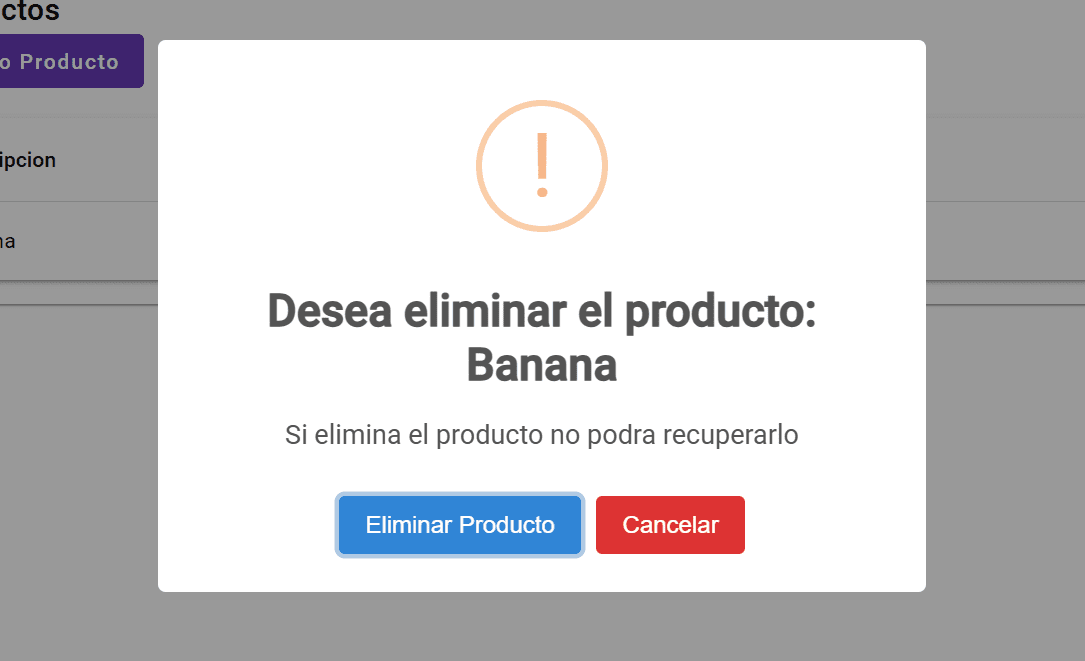 ctos
o Producto
ipcion
na
!
Desea eliminar el producto:
Banana
Si elimina el producto no podra recuperarlo
Eliminar Producto
Cancelar